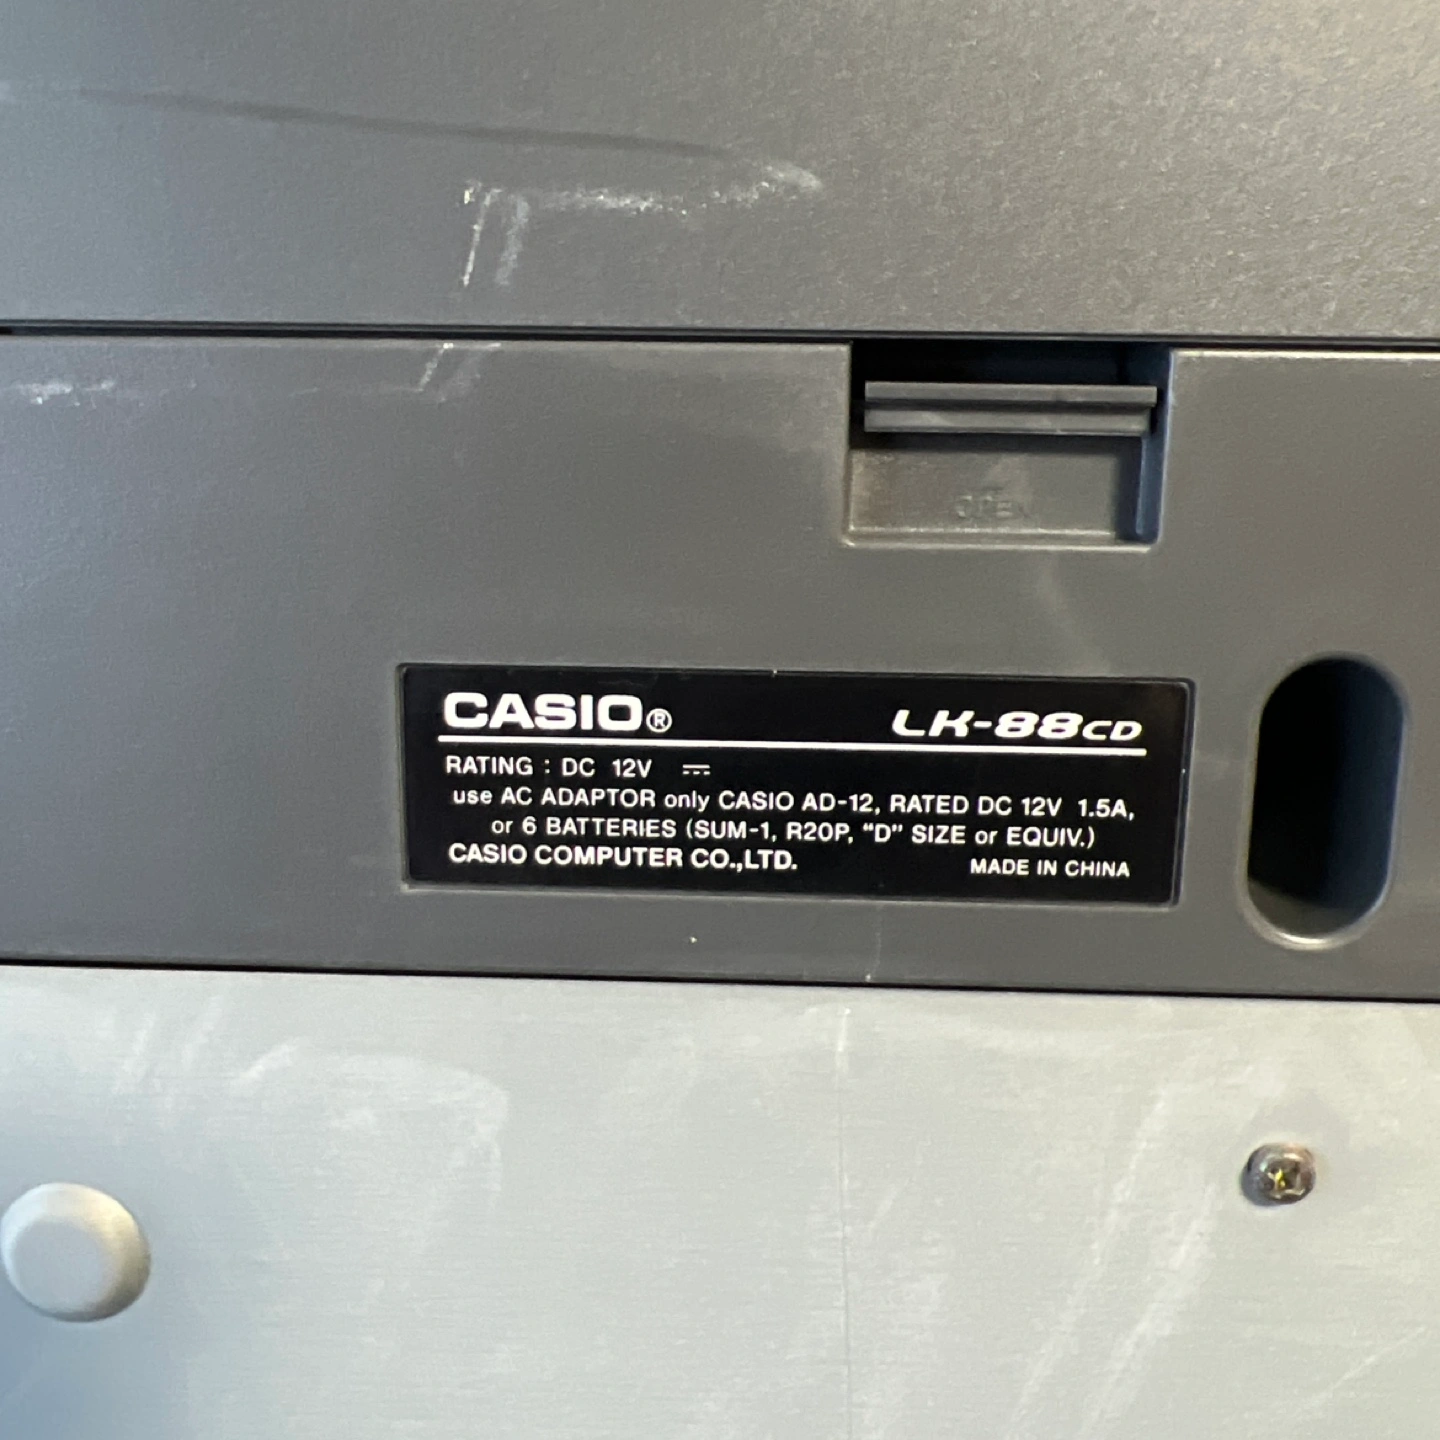 OPEN
CASIO® LK-88CD
RATING : DC 12V ⎓
use AC ADAPTOR only CASIO AD-12, RATED DC 12V 1.5A,
or 6 BATTERIES (SUM-1, R20P, "D" SIZE or EQUIV.)
CASIO COMPUTER CO.,LTD. MADE IN CHINA